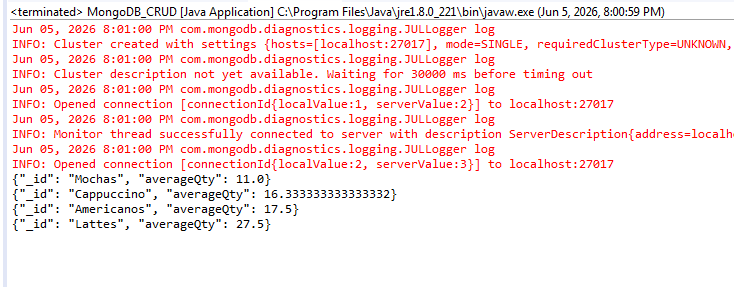 <terminated> MongoDB_CRUD [Java Application] C:\Program Files\Java\jre1.8.0_221\bin\javaw.exe (Jun 5, 2026, 8:00:59 PM)
Jun 05, 2026 8:01:00 PM com.mongodb.diagnostics.logging.JULLogger log
INFO: Cluster created with settings {hosts=[localhost:27017], mode=SINGLE, requiredClusterType=UNKNOWN,
Jun 05, 2026 8:01:00 PM com.mongodb.diagnostics.logging.JULLogger log
INFO: Cluster description not yet available. Waiting for 30000 ms before timing out
Jun 05, 2026 8:01:00 PM com.mongodb.diagnostics.logging.JULLogger log
INFO: Opened connection [connectionId{localValue:1, serverValue:2}] to localhost:27017
Jun 05, 2026 8:01:00 PM com.mongodb.diagnostics.logging.JULLogger log
INFO: Monitor thread successfully connected to server with description ServerDescription{address=localh
Jun 05, 2026 8:01:00 PM com.mongodb.diagnostics.logging.JULLogger log
INFO: Opened connection [connectionId{localValue:2, serverValue:3}] to localhost:27017
{"_id": "Mochas", "averageQty": 11.0}
{"_id": "Cappuccino", "averageQty": 16.333333333333332}
{"_id": "Americanos", "averageQty": 17.5}
{"_id": "Lattes", "averageQty": 27.5}